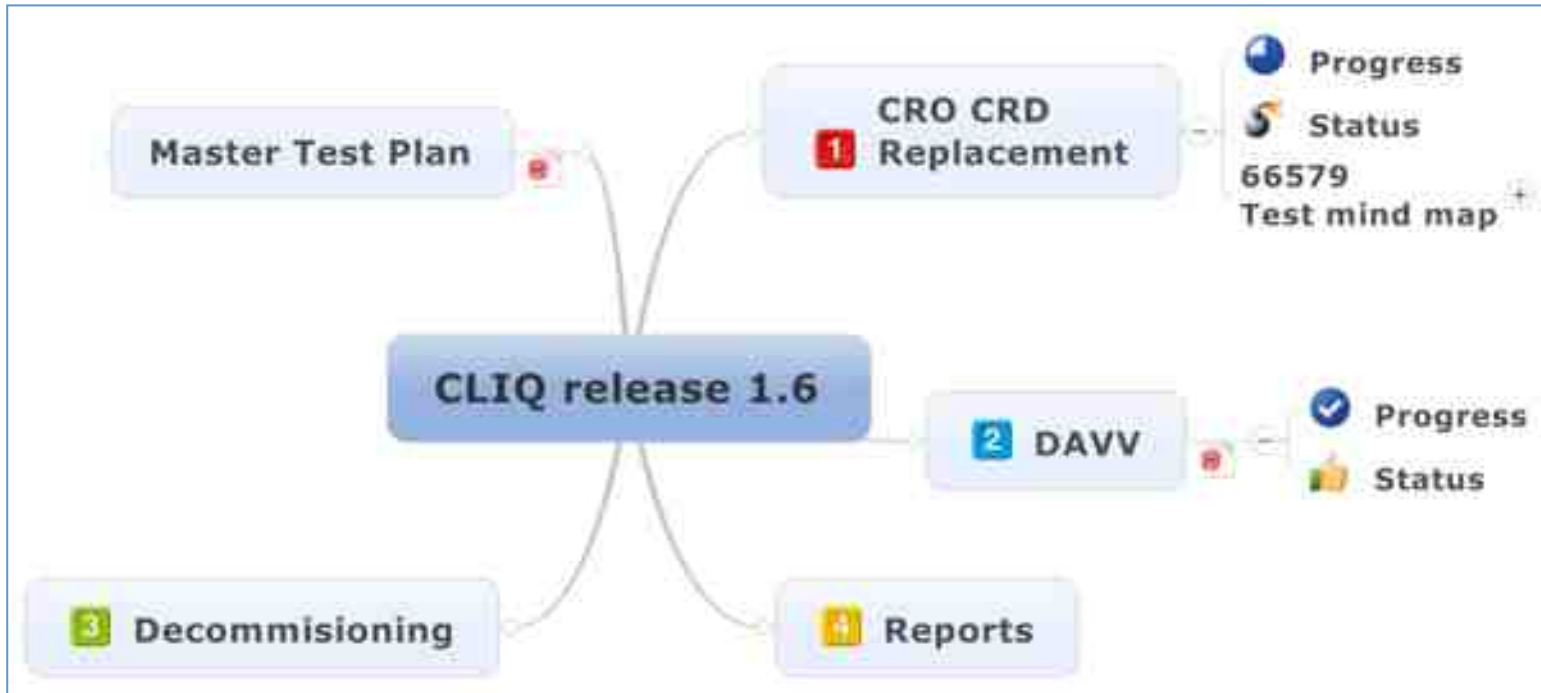 Master Test Plan
1
CRO CRD
Replacement
Progress
Status
66579
Test mind map
CLIQ release 1.6
2 DAVV
Progress
Status
3 Decommisioning
4 Reports